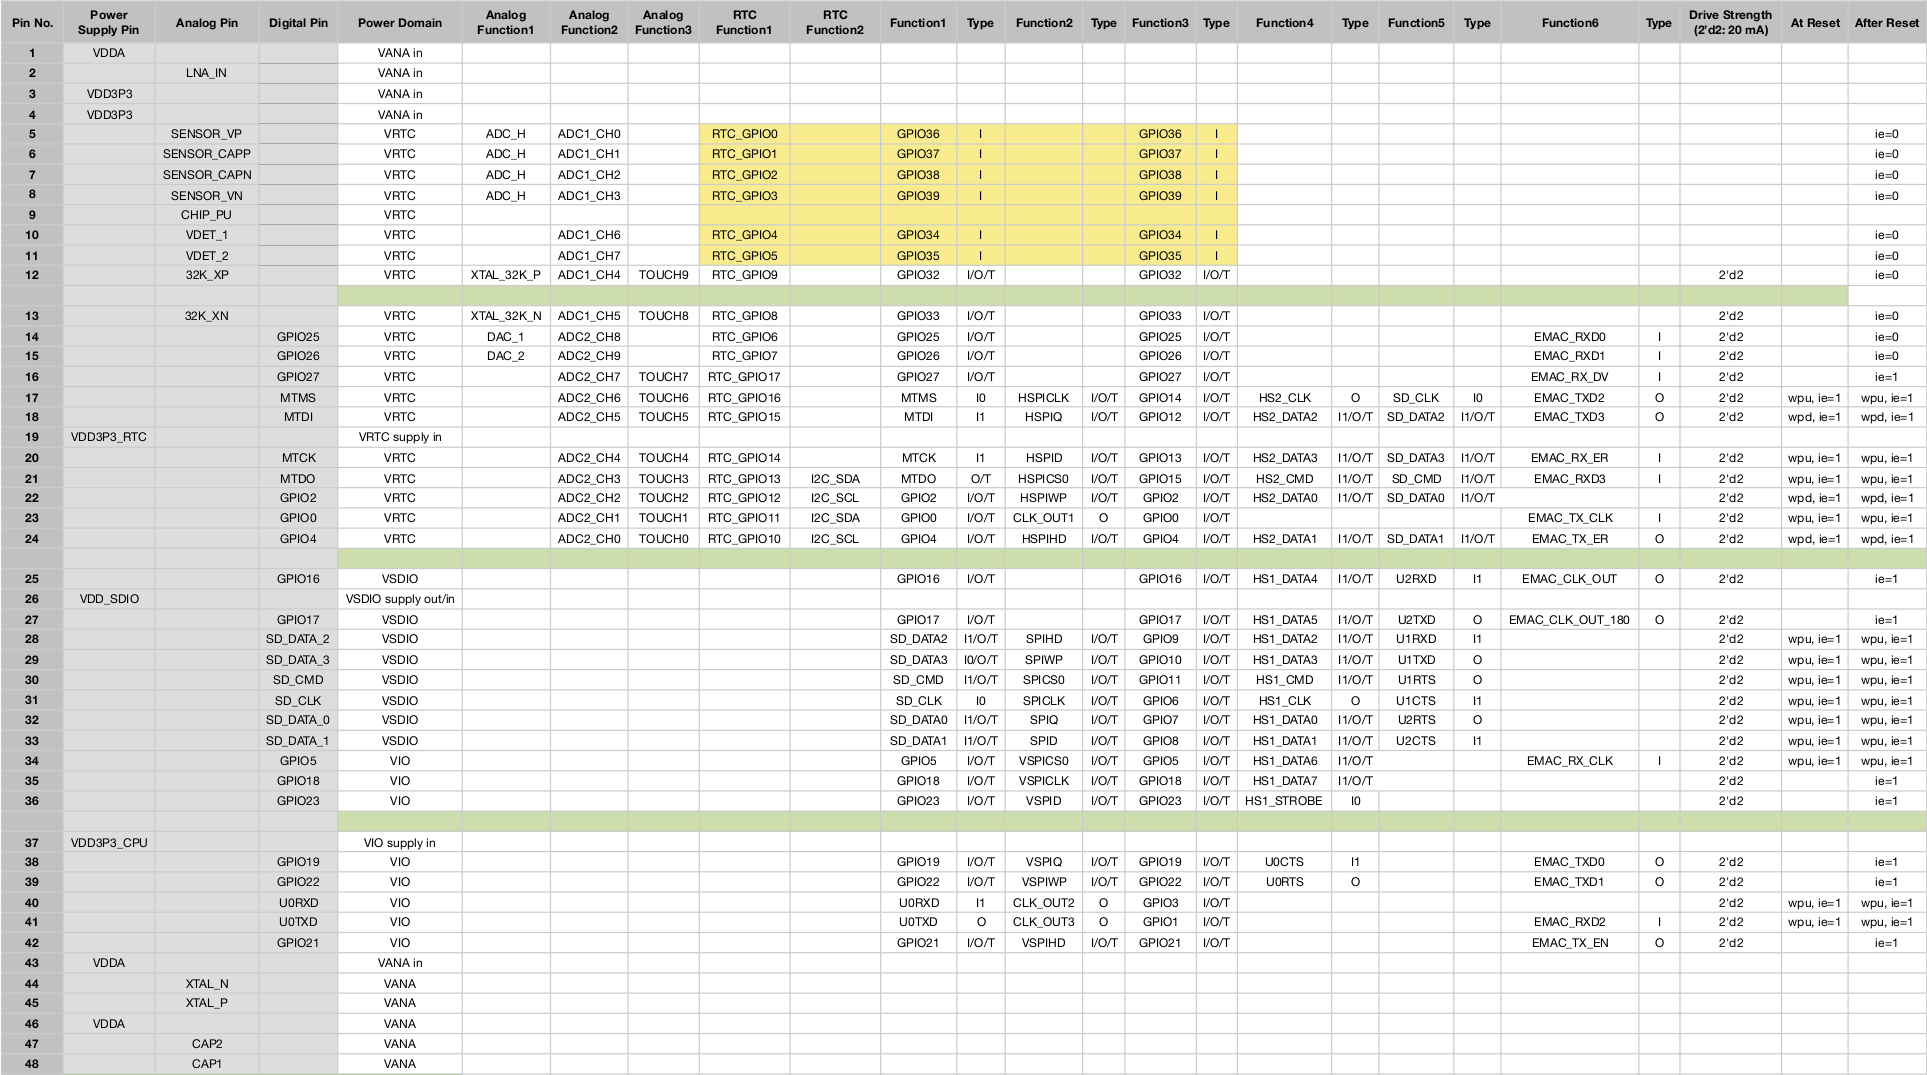 Pin No. Power Supply Pin Analog Pin Digital Pin Power Domain Analog Function1 Analog Function2 Analog Function3 RTC Function1 RTC Function2 Function1 Type Function2 Type Function3 Type Function4 Type Function5 Type Function6 Type Drive Strength (2'd2: 20 mA) At Reset After Reset
1 VDDA VANA in
2 LNA_IN VANA in
3 VDD3P3 VANA in
4 VDD3P3 VANA in
5 SENSOR_VP VRTC ADC_H ADC1_CH0 RTC_GPIO0 GPIO36 I GPIO36 I ie=0
6 SENSOR_CAPP VRTC ADC_H ADC1_CH1 RTC_GPIO1 GPIO37 I GPIO37 I ie=0
7 SENSOR_CAPN VRTC ADC_H ADC1_CH2 RTC_GPIO2 GPIO38 I GPIO38 I ie=0
8 SENSOR_VN VRTC ADC_H ADC1_CH3 RTC_GPIO3 GPIO39 I GPIO39 I ie=0
9 CHIP_PU VRTC
10 VDET_1 VRTC ADC1_CH6 RTC_GPIO4 GPIO34 I GPIO34 I ie=0
11 VDET_2 VRTC ADC1_CH7 RTC_GPIO5 GPIO35 I GPIO35 I ie=0
12 32K_XP VRTC XTAL_32K_P ADC1_CH4 TOUCH9 RTC_GPIO9 GPIO32 I/O/T GPIO32 I/O/T 2'd2 ie=0
13 32K_XN VRTC XTAL_32K_N ADC1_CH5 TOUCH8 RTC_GPIO8 GPIO33 I/O/T GPIO33 I/O/T 2'd2 ie=0
14 GPIO25 VRTC DAC_1 ADC2_CH8 RTC_GPIO6 GPIO25 I/O/T GPIO25 I/O/T EMAC_RXD0 I 2'd2 ie=0
15 GPIO26 VRTC DAC_2 ADC2_CH9 RTC_GPIO7 GPIO26 I/O/T GPIO26 I/O/T EMAC_RXD1 I 2'd2 ie=0
16 GPIO27 VRTC ADC2_CH7 TOUCH7 RTC_GPIO17 GPIO27 I/O/T GPIO27 I/O/T EMAC_RX_DV I 2'd2 ie=1
17 MTMS VRTC ADC2_CH6 TOUCH6 RTC_GPIO16 MTMS I0 HSPICLK I/O/T GPIO14 I/O/T HS2_CLK O SD_CLK I0 EMAC_TXD2 O 2'd2 wpu, ie=1 wpu, ie=1
18 MTDI VRTC ADC2_CH5 TOUCH5 RTC_GPIO15 MTDI I1 HSPIQ I/O/T GPIO12 I/O/T HS2_DATA2 I1/O/T SD_DATA2 I1/O/T EMAC_TXD3 O 2'd2 wpd, ie=1 wpd, ie=1
19 VDD3P3_RTC VRTC supply in
20 MTCK VRTC ADC2_CH4 TOUCH4 RTC_GPIO14 MTCK I1 HSPID I/O/T GPIO13 I/O/T HS2_DATA3 I1/O/T SD_DATA3 I1/O/T EMAC_RX_ER I 2'd2 wpu, ie=1 wpu, ie=1
21 MTDO VRTC ADC2_CH3 TOUCH3 RTC_GPIO13 I2C_SDA MTDO O/T HSPICS0 I/O/T GPIO15 I/O/T HS2_CMD I1/O/T SD_CMD I1/O/T EMAC_RXD3 I 2'd2 wpu, ie=1 wpu, ie=1
22 GPIO2 VRTC ADC2_CH2 TOUCH2 RTC_GPIO12 I2C_SCL GPIO2 I/O/T HSPIWP I/O/T GPIO2 I/O/T HS2_DATA0 I1/O/T SD_DATA0 I1/O/T 2'd2 wpd, ie=1 wpd, ie=1
23 GPIO0 VRTC ADC2_CH1 TOUCH1 RTC_GPIO11 I2C_SDA GPIO0 I/O/T CLK_OUT1 O GPIO0 I/O/T EMAC_TX_CLK I 2'd2 wpu, ie=1 wpu, ie=1
24 GPIO4 VRTC ADC2_CH0 TOUCH0 RTC_GPIO10 I2C_SCL GPIO4 I/O/T HSPIHD I/O/T GPIO4 I/O/T HS2_DATA1 I1/O/T SD_DATA1 I1/O/T EMAC_TX_ER O 2'd2 wpd, ie=1 wpd, ie=1
25 GPIO16 VSDIO GPIO16 I/O/T GPIO16 I/O/T HS1_DATA4 I1/O/T U2RXD I1 EMAC_CLK_OUT O 2'd2 ie=1
26 VDD_SDIO VSDIO supply out/in
27 GPIO17 VSDIO GPIO17 I/O/T GPIO17 I/O/T HS1_DATA5 I1/O/T U2TXD O EMAC_CLK_OUT_180 O 2'd2 ie=1
28 SD_DATA_2 VSDIO SD_DATA2 I1/O/T SPIHD I/O/T GPIO9 I/O/T HS1_DATA2 I1/O/T U1RXD I1 2'd2 wpu, ie=1 wpu, ie=1
29 SD_DATA_3 VSDIO SD_DATA3 I0/O/T SPIWP I/O/T GPIO10 I/O/T HS1_DATA3 I1/O/T U1TXD O 2'd2 wpu, ie=1 wpu, ie=1
30 SD_CMD VSDIO SD_CMD I1/O/T SPICS0 I/O/T GPIO11 I/O/T HS1_CMD I1/O/T U1RTS O 2'd2 wpu, ie=1 wpu, ie=1
31 SD_CLK VSDIO SD_CLK I0 SPICLK I/O/T GPIO6 I/O/T HS1_CLK O U1CTS I1 2'd2 wpu, ie=1 wpu, ie=1
32 SD_DATA_0 VSDIO SD_DATA0 I1/O/T SPIQ I/O/T GPIO7 I/O/T HS1_DATA0 I1/O/T U2RTS O 2'd2 wpu, ie=1 wpu, ie=1
33 SD_DATA_1 VSDIO SD_DATA1 I1/O/T SPID I/O/T GPIO8 I/O/T HS1_DATA1 I1/O/T U2CTS I1 2'd2 wpu, ie=1 wpu, ie=1
34 GPIO5 VIO GPIO5 I/O/T VSPICS0 I/O/T GPIO5 I/O/T HS1_DATA6 I1/O/T EMAC_RX_CLK I 2'd2 wpu, ie=1 wpu, ie=1
35 GPIO18 VIO GPIO18 I/O/T VSPICLK I/O/T GPIO18 I/O/T HS1_DATA7 I1/O/T 2'd2 ie=1
36 GPIO23 VIO GPIO23 I/O/T VSPID I/O/T GPIO23 I/O/T HS1_STROBE I0 2'd2 ie=1
37 VDD3P3_CPU VIO supply in
38 GPIO19 VIO GPIO19 I/O/T VSPIQ I/O/T GPIO19 I/O/T U0CTS I1 EMAC_TXD0 O 2'd2 ie=1
39 GPIO22 VIO GPIO22 I/O/T VSPIWP I/O/T GPIO22 I/O/T U0RTS O EMAC_TXD1 O 2'd2 ie=1
40 U0RXD VIO U0RXD I1 CLK_OUT2 O GPIO3 I/O/T 2'd2 wpu, ie=1 wpu, ie=1
41 U0TXD VIO U0TXD O CLK_OUT3 O GPIO1 I/O/T EMAC_RXD2 I 2'd2 wpu, ie=1 wpu, ie=1
42 GPIO21 VIO GPIO21 I/O/T VSPIHD I/O/T GPIO21 I/O/T EMAC_TX_EN O 2'd2 ie=1
43 VDDA VANA in
44 XTAL_N VANA
45 XTAL_P VANA
46 VDDA VANA
47 CAP2 VANA
48 CAP1 VANA